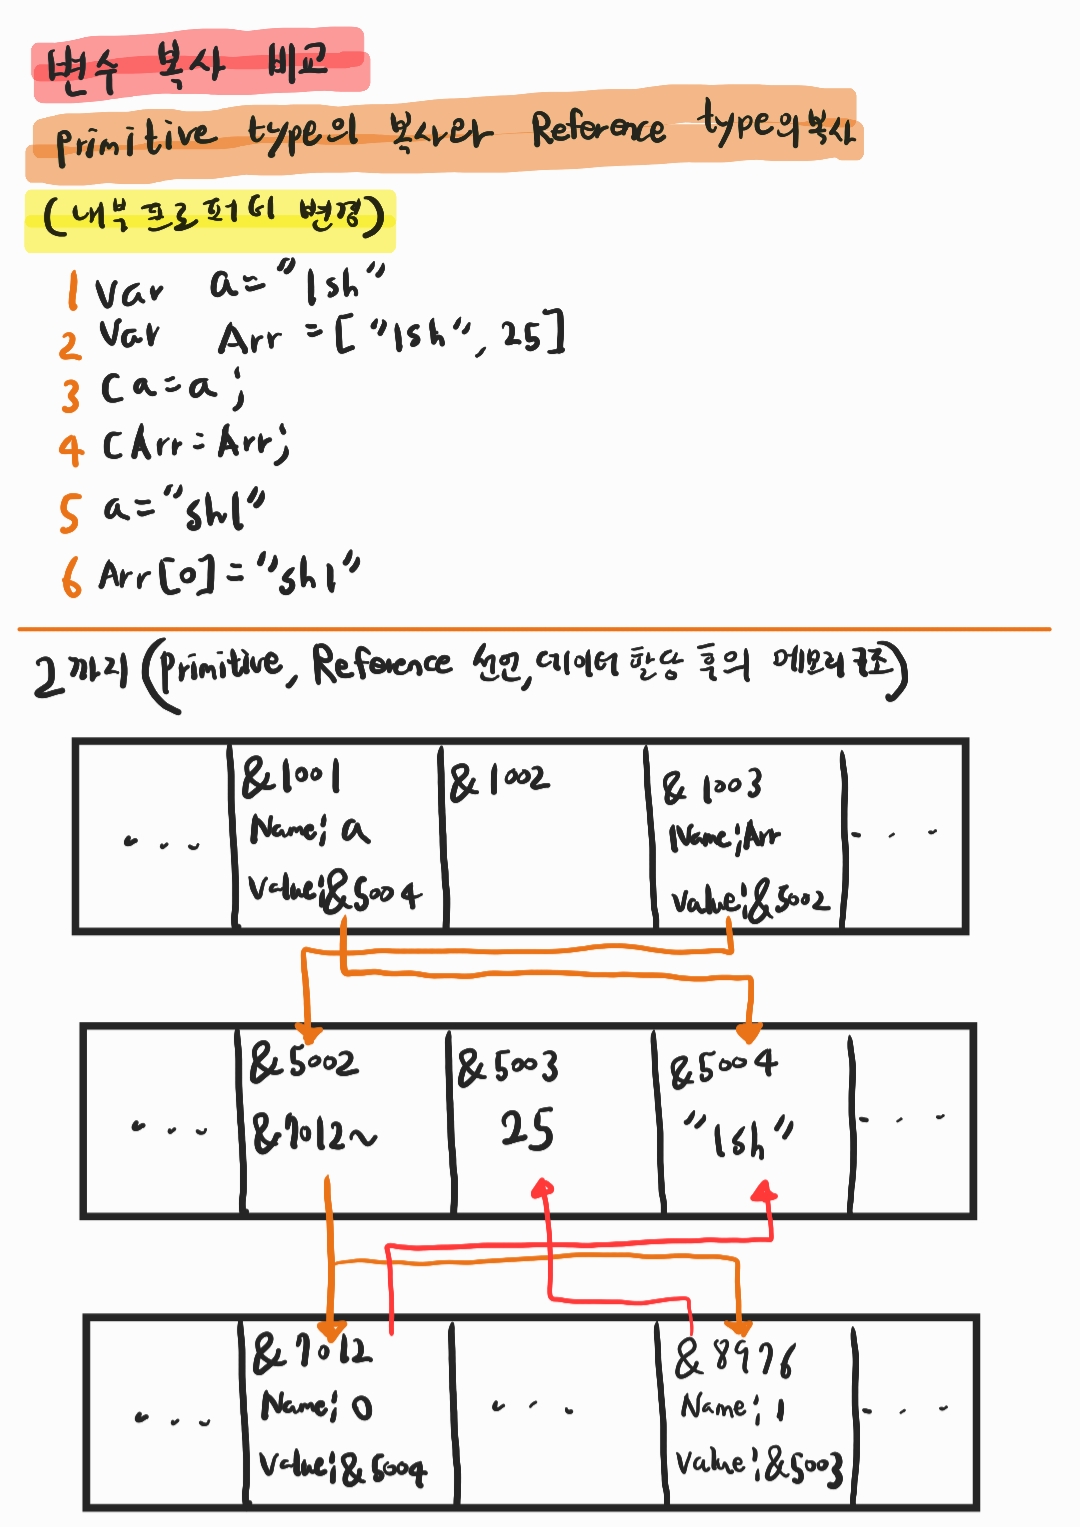 변수 복사 비교
primitive type의 복사와 Reference type의복사
(내부 프로퍼티 변경)
1 Var a="lsh"
2 Var Arr=["lsh", 25]
3 Ca=a;
4 CArr=Arr;
5 a="shl"
6 Arr[0]="shl"
2까지(primitive, Reference 선언,데이터 할당 후의 메모리 구조)
... &1001 &1002 &1003 ...
Name: a Name: Arr
Value: &5004 Value: &5002
... &5002 &5003 &5004 ...
&7012~ 25 "lsh"
... &7012 ... &8976 ...
Name: 0 Name: 1
Value: &5004 Value: &5003